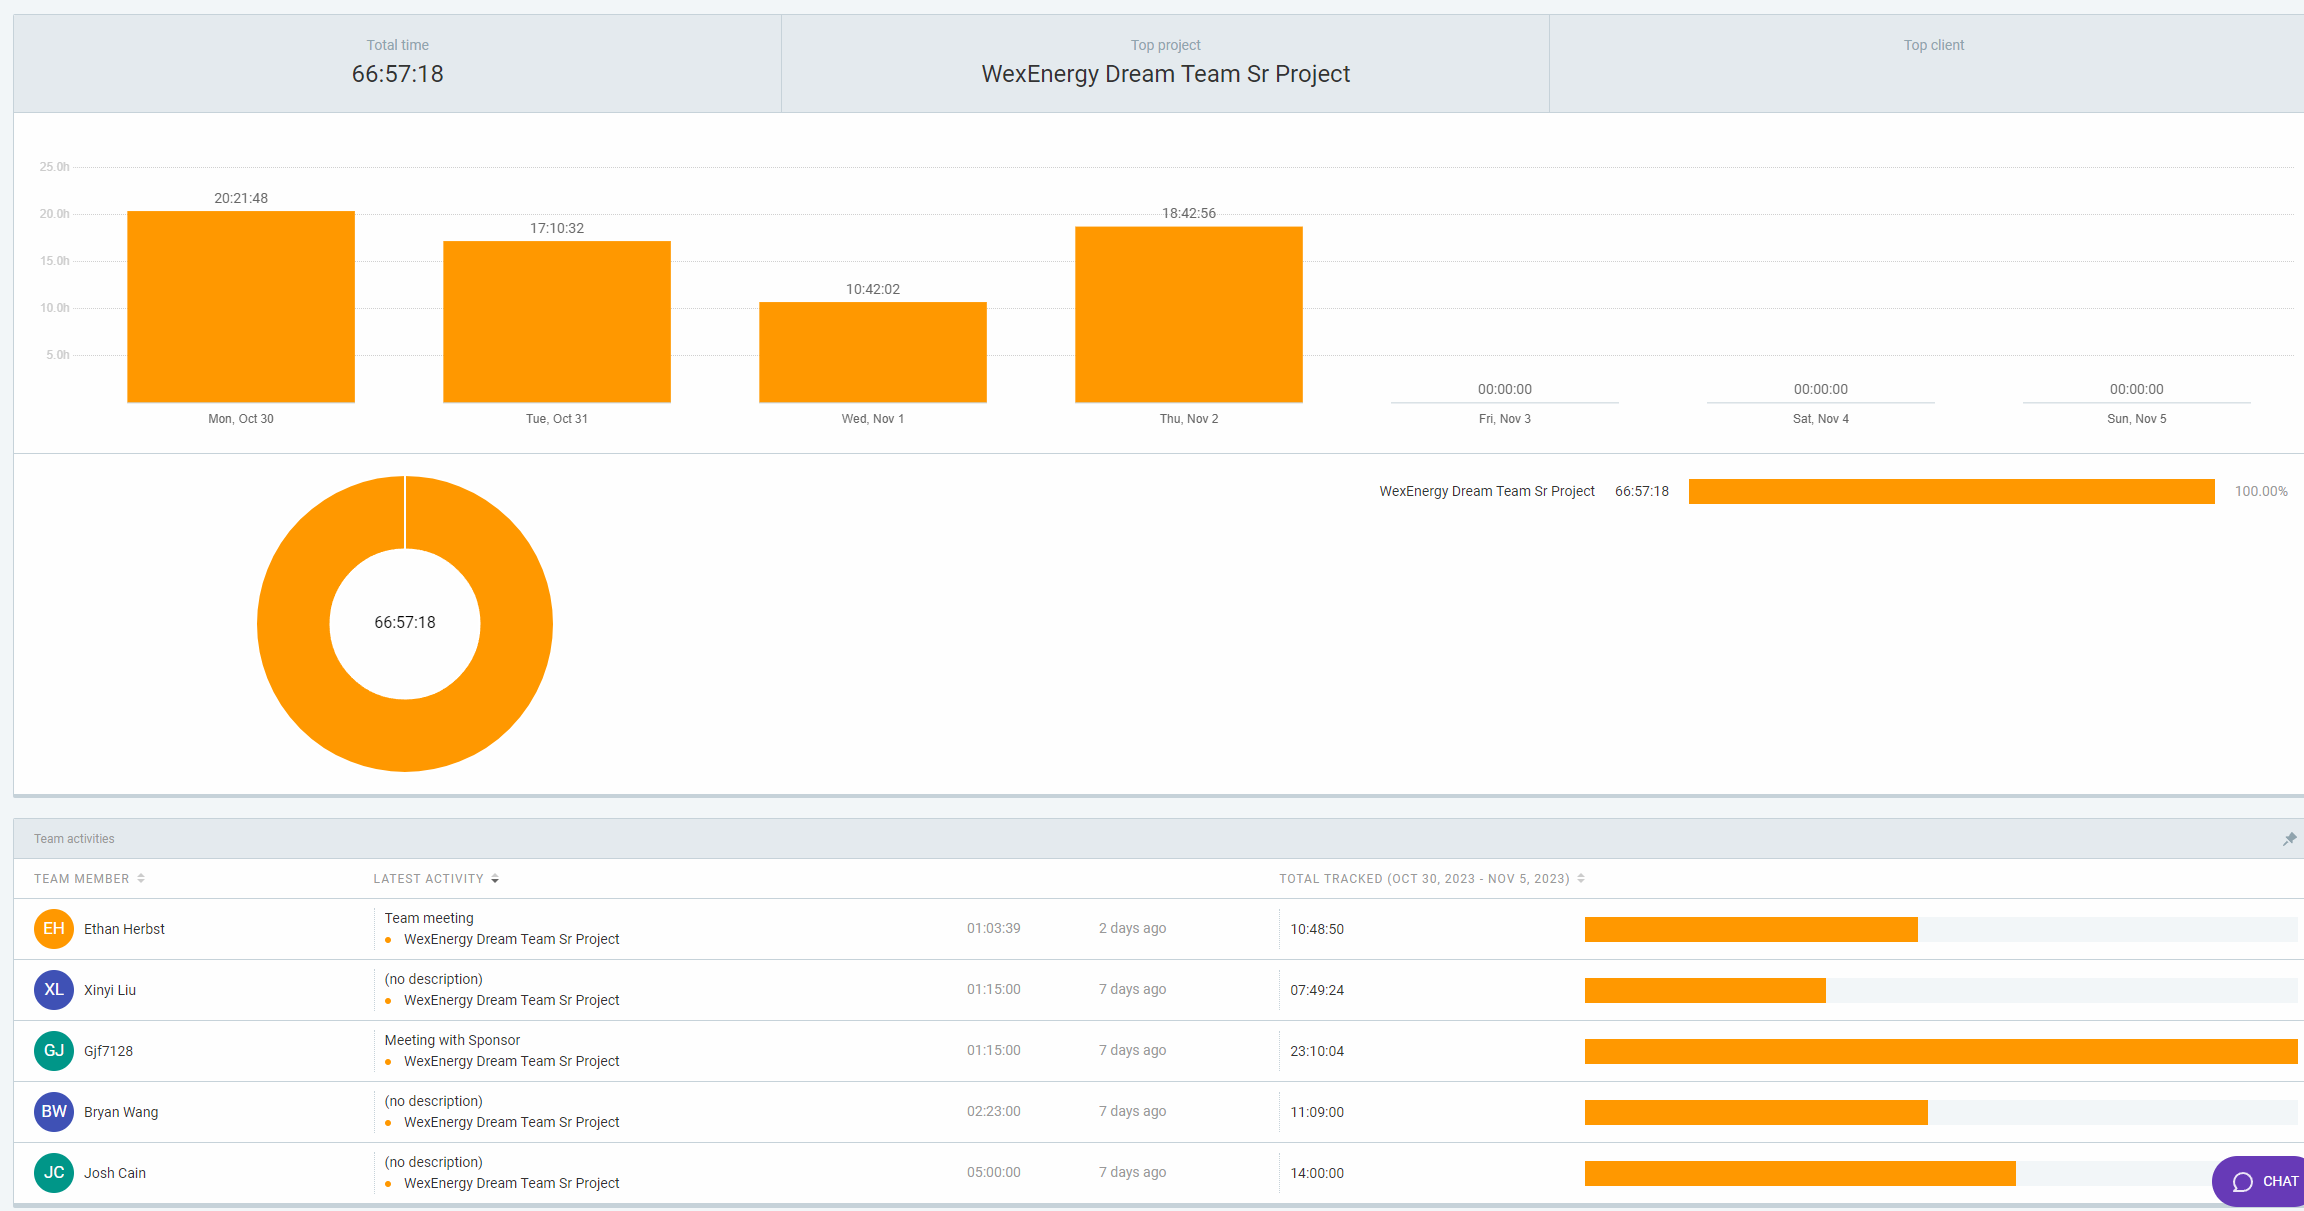 Total time
66:57:18
Top project
WexEnergy Dream Team Sr Project
Top client
25.0h
20.0h
15.0h
10.0h
5.0h
20:21:48
17:10:32
10:42:02
18:42:56
00:00:00
00:00:00
00:00:00
Mon, Oct 30
Tue, Oct 31
Wed, Nov 1
Thu, Nov 2
Fri, Nov 3
Sat, Nov 4
Sun, Nov 5
66:57:18
WexEnergy Dream Team Sr Project 66:57:18 100.00%
Team activities
TEAM MEMBER LATEST ACTIVITY TOTAL TRACKED (OCT 30, 2023 - NOV 5, 2023)
EH Ethan Herbst
Team meeting
WexEnergy Dream Team Sr Project
01:03:39 2 days ago 10:48:50
XL Xinyi Liu
(no description)
WexEnergy Dream Team Sr Project
01:15:00 7 days ago 07:49:24
GJ Gjf7128
Meeting with Sponsor
WexEnergy Dream Team Sr Project
01:15:00 7 days ago 23:10:04
BW Bryan Wang
(no description)
WexEnergy Dream Team Sr Project
02:23:00 7 days ago 11:09:00
JC Josh Cain
(no description)
WexEnergy Dream Team Sr Project
05:00:00 7 days ago 14:00:00
CHAT